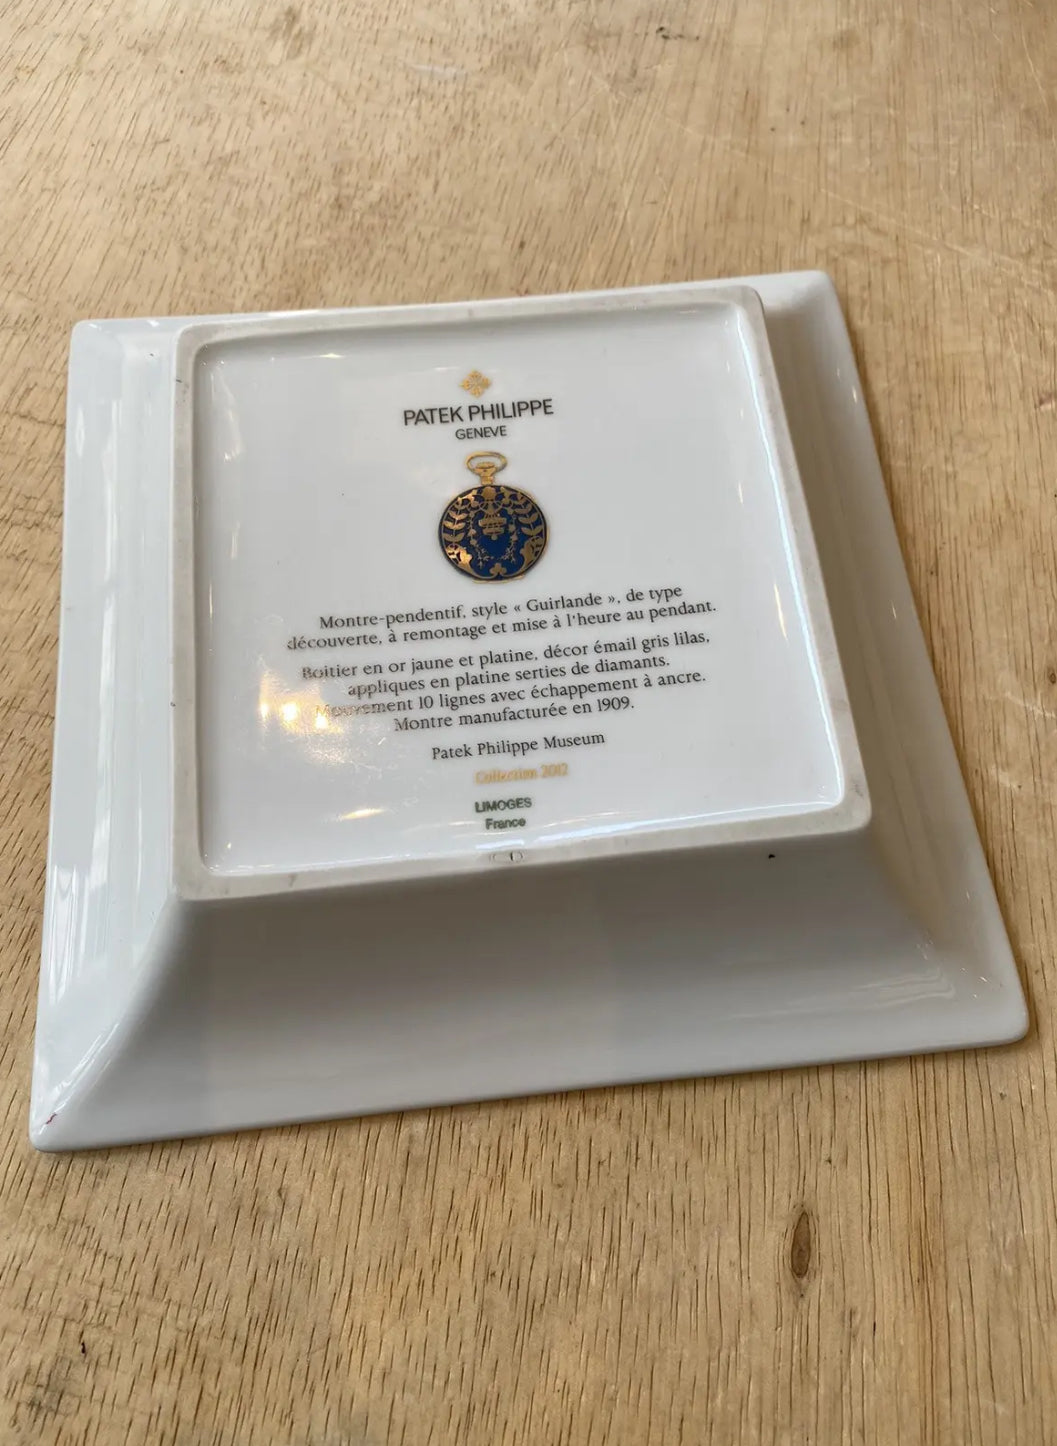 PATEK PHILIPPE
GENEVE
Montre-pendentif, style « Guirlande », de type
découverte, à remontage et mise à l'heure au pendant.
Boitier en or jaune et platine, décor émail gris lilas,
appliques en platine serties de diamants.
Mouvement 10 lignes avec échappement à ancre.
Montre manufacturée en 1909.
Patek Philippe Museum
Collection 2012
LIMOGES
France